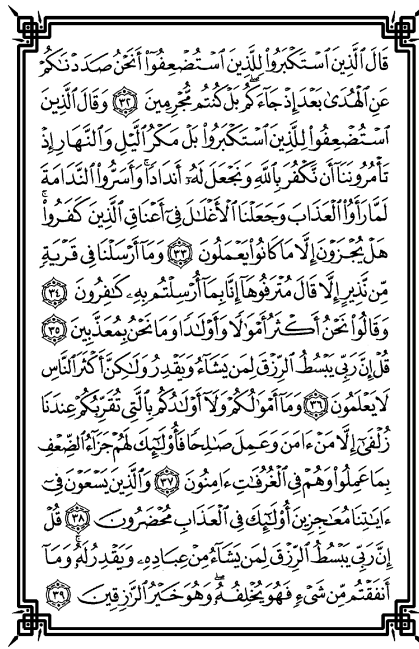 قَالَ ٱلَّذِينَ ٱسْتَكْبَرُوا۟ لِلَّذِينَ ٱسْتُضْعِفُوٓا۟ أَنَحْنُ صَدَدْنَـٰكُمْ
عَنِ ٱلْهُدَىٰ بَعْدَ إِذْ جَآءَكُم بَلْ كُنتُم مُّجْرِمِينَ ٣٢ وَقَالَ ٱلَّذِينَ
ٱسْتُضْعِفُوا۟ لِلَّذِينَ ٱسْتَكْبَرُوا۟ بَلْ مَكْرُ ٱلَّيْلِ وَٱلنَّهَارِ إِذْ
تَأْمُرُونَنَآ أَن نَّكْفُرَ بِٱللَّهِ وَنَجْعَلَ لَهُۥٓ أَندَادًا ۚ وَأَسَرُّوا۟ ٱلنَّدَامَةَ
لَمَّا رَأَوُا۟ ٱلْعَذَابَ وَجَعَلْنَا ٱلْأَغْلَـٰلَ فِىٓ أَعْنَاقِ ٱلَّذِينَ كَفَرُوا۟ ۚ
هَلْ يُجْزَوْنَ إِلَّا مَا كَانُوا۟ يَعْمَلُونَ ٣٣ وَمَآ أَرْسَلْنَا فِى قَرْيَةٍ
مِّن نَّذِيرٍ إِلَّا قَالَ مُتْرَفُوهَآ إِنَّا بِمَآ أُرْسِلْتُم بِهِۦ كَـٰفِرُونَ ٣٤
وَقَالُوا۟ نَحْنُ أَكْثَرُ أَمْوَٰلًا وَأَوْلَـٰدًا وَمَا نَحْنُ بِمُعَذَّبِينَ ٣٥
قُلْ إِنَّ رَبِّى يَبْسُطُ ٱلرِّزْقَ لِمَن يَشَآءُ وَيَقْدِرُ وَلَـٰكِنَّ أَكْثَرَ ٱلنَّاسِ
لَا يَعْلَمُونَ ٣٦ وَمَآ أَمْوَٰلُكُمْ وَلَآ أَوْلَـٰدُكُم بِٱلَّتِى تُقَرِّبُكُمْ عِندَنَا
زُلْفَىٰٓ إِلَّا مَنْ ءَامَنَ وَعَمِلَ صَـٰلِحًا فَأُو۟لَـٰٓئِكَ لَهُمْ جَزَآءُ ٱلضِّعْفِ
بِمَا عَمِلُوا۟ وَهُمْ فِى ٱلْغُرُفَـٰتِ ءَامِنُونَ ٣٧ وَٱلَّذِينَ يَسْعَوْنَ فِىٓ
ءَايَـٰتِنَا مُعَـٰجِزِينَ أُو۟لَـٰٓئِكَ فِى ٱلْعَذَابِ مُحْضَرُونَ ٣٨ قُلْ
إِنَّ رَبِّى يَبْسُطُ ٱلرِّزْقَ لِمَن يَشَآءُ مِنْ عِبَادِهِۦ وَيَقْدِرُ لَهُۥ ۚ وَمَآ
أَنفَقْتُم مِّن شَىْءٍ فَهُوَ يُخْلِفُهُۥ ۖ وَهُوَ خَيْرُ ٱلرَّٰزِقِينَ ٣٩